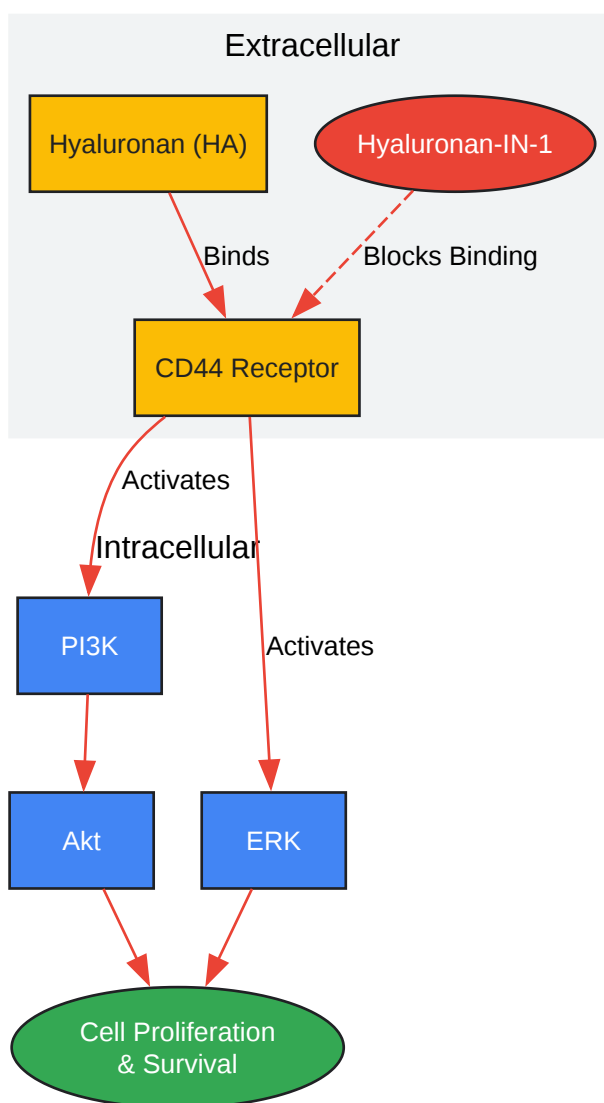 Extracellular
Hyaluronan (HA)
Hyaluronan-IN-1
Binds
Blocks Binding
CD44 Receptor
Activates
Intracellular
PI3K
Activates
Akt
ERK
Cell Proliferation
& Survival